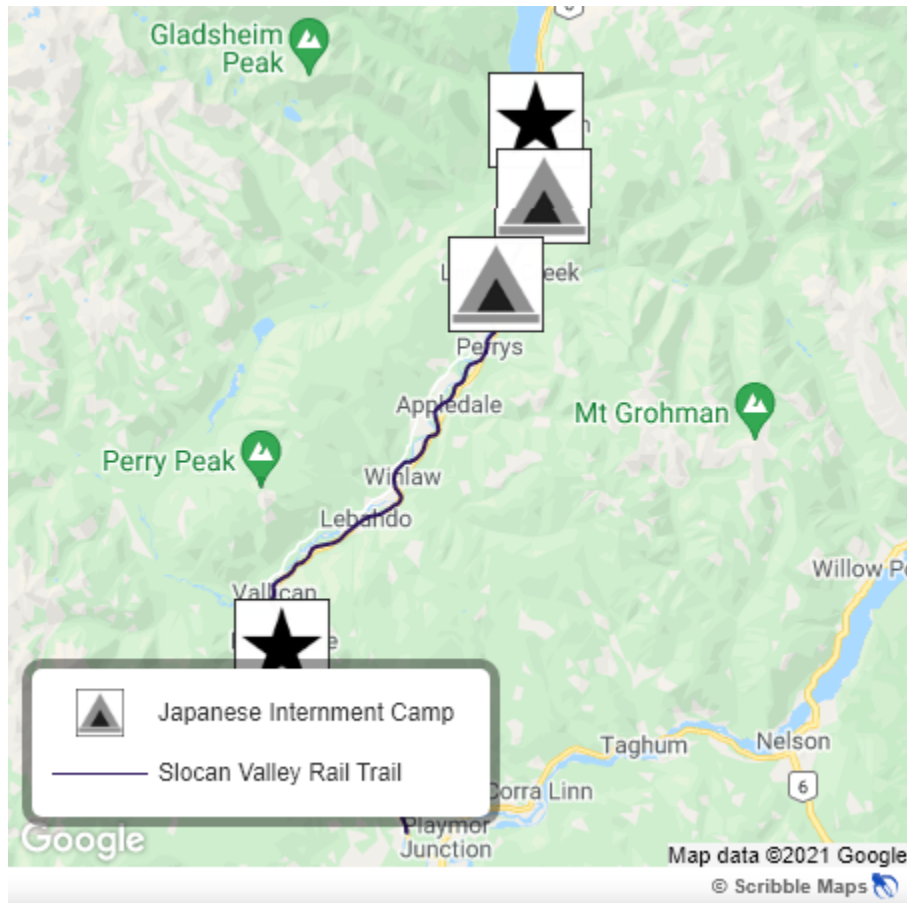 Gladsheim
Peak
Perrys
Appledale
Mt Grohman
Perry Peak
Winlaw
Lebahdo
Willow
Vallican
Japanese Internment Camp
Slocan Valley Rail Trail
Taghum
Nelson
6
Corra Linn
Playmor
Junction
Google
Map data ©2021 Google
© Scribble Maps